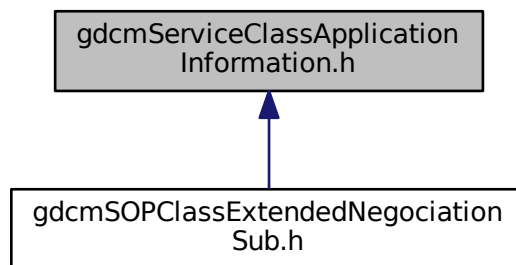 gdcmServiceClassApplication
Information.h
gdcmSOPClassExtendedNegociation
Sub.h